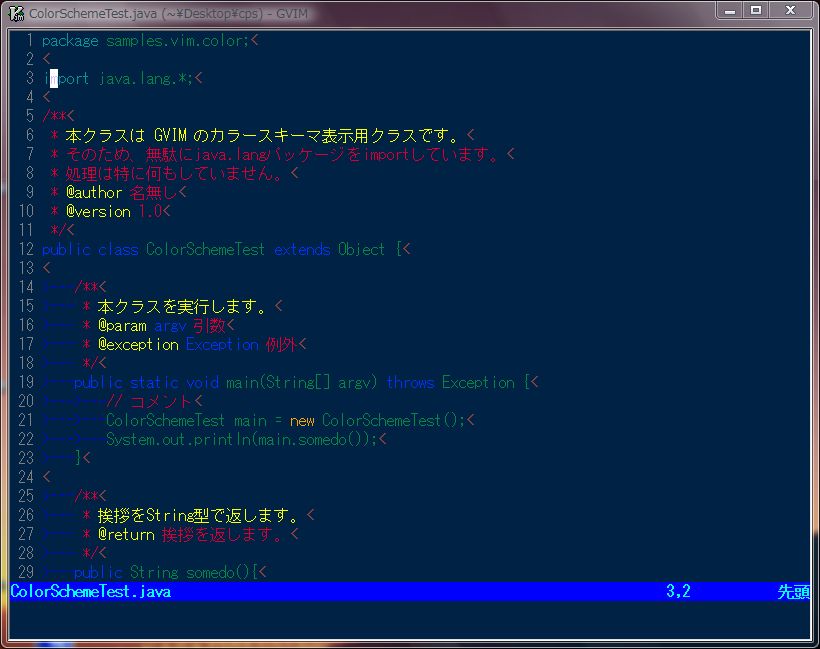 ColorSchemeTest.java (~¥Desktop¥cps) - GVIM
1 package samples.vim.color;<
2 <
3 import java.lang.*;<
4 <
5 /**<
6  * 本クラスは GVIM のカラースキーマ表示用クラスです。<
7  * そのため、無駄にjava.langパッケージをimportしています。<
8  * 処理は特に何もしていません。<
9  * @author 名無し<
10  * @version 1.0<
11  */<
12 public class ColorSchemeTest extends Object {<
13 <
14 >---/**<
15 >--- * 本クラスを実行します。<
16 >--- * @param argv 引数<
17 >--- * @exception Exception 例外<
18 >--- */<
19 >---public static void main(String[] argv) throws Exception {<
20 >--->---// コメント<
21 >--->---ColorSchemeTest main = new ColorSchemeTest();<
22 >--->---System.out.println(main.somedo());<
23 >---}<
24 <
25 >---/**<
26 >--- * 挨拶をString型で返します。<
27 >--- * @return 挨拶を返します。<
28 >--- */<
29 >---public String somedo(){<
ColorSchemeTest.java 3,2 先頭